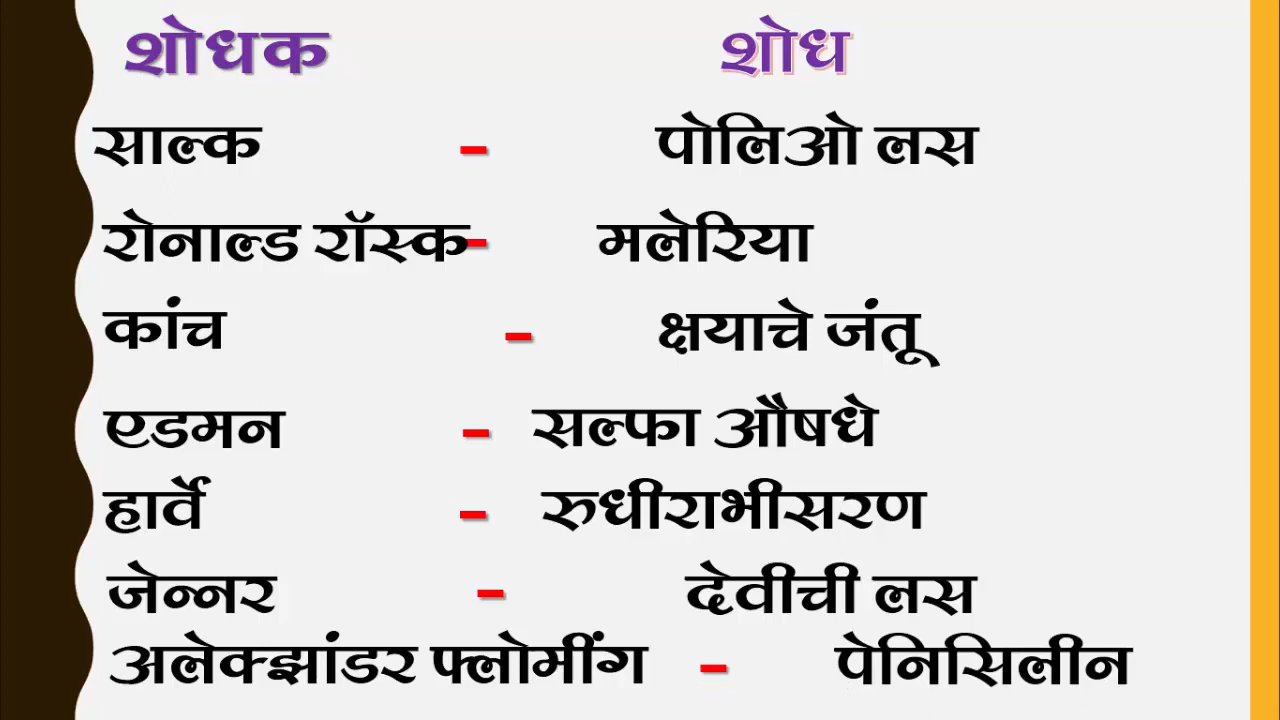 शोधक शोध
साल्क - पोलिओ लस
रोनाल्ड रॉस्क- मलेरिया
कांच - क्षयाचे जंतू
एडमन - सल्फा औषधे
हार्वे - रुधीराभीसरण
जेन्नर - देवीची लस
अलेक्झांडर फ्लोमींग - पेनिसिलीन